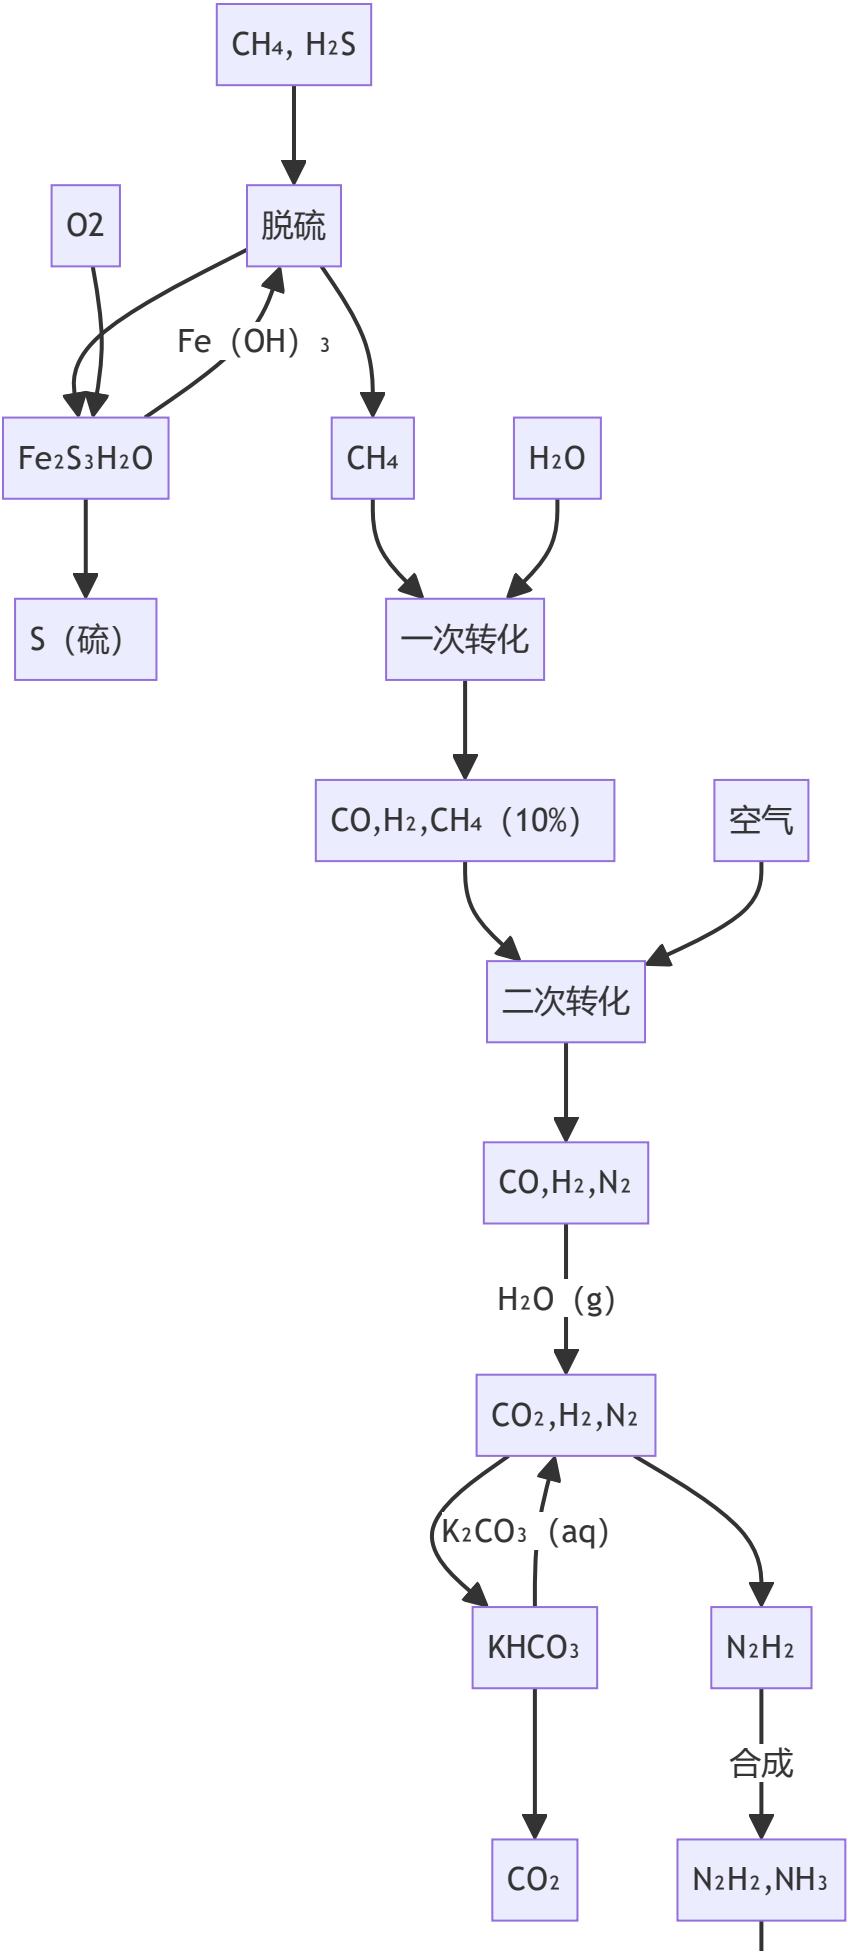 CH₄, H₂S
O2
脱硫
Fe（OH）₃
Fe₂S₃H₂O
CH₄
H₂O
S（硫）
一次转化
CO,H₂,CH₄（10%）
空气
二次转化
CO,H₂,N₂
H₂O（g）
CO₂,H₂,N₂
K₂CO₃（aq）
KHCO₃
N₂H₂
合成
CO₂
N₂H₂,NH₃